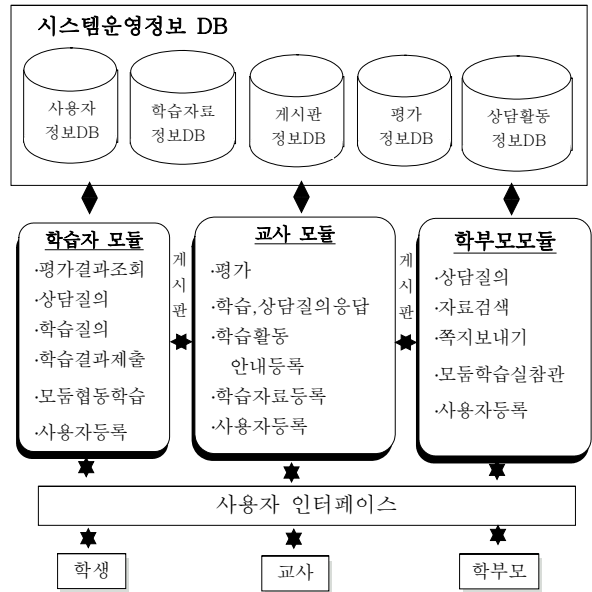 시스템운영정보 DB
사용자
정보DB
학습자료
정보DB
게시판
정보DB
평가
정보DB
상담활동
정보DB
학습자 모듈
·평가결과조회
·상담질의
·학습질의
·학습결과제출
·모둠협동학습
·사용자등록
게
시
판
교사 모듈
·평가
·학습,상담질의응답
·학습활동
안내등록
·학습자료등록
·사용자등록
게
시
판
학부모모듈
·상담질의
·자료검색
·쪽지보내기
·모둠학습실참관
·사용자등록
사용자 인터페이스
학생
교사
학부모